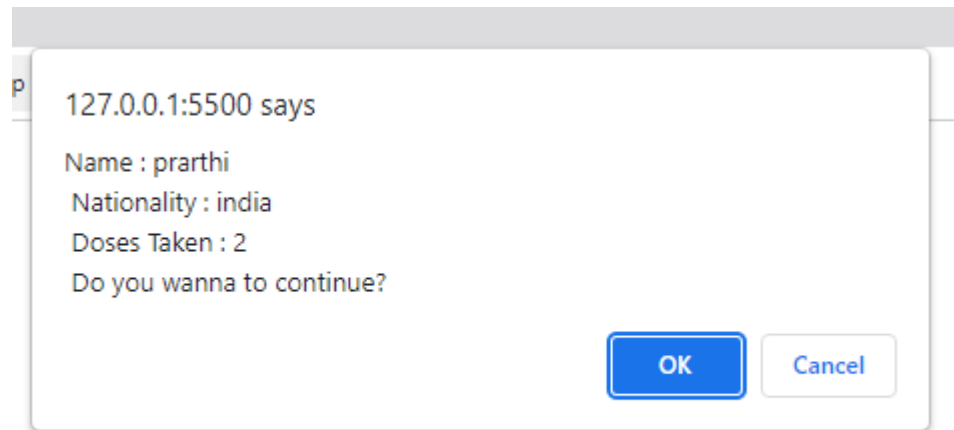 p
127.0.0.1:5500 says
Name : prarthi
Nationality : india
Doses Taken : 2
Do you wanna to continue?
OK Cancel